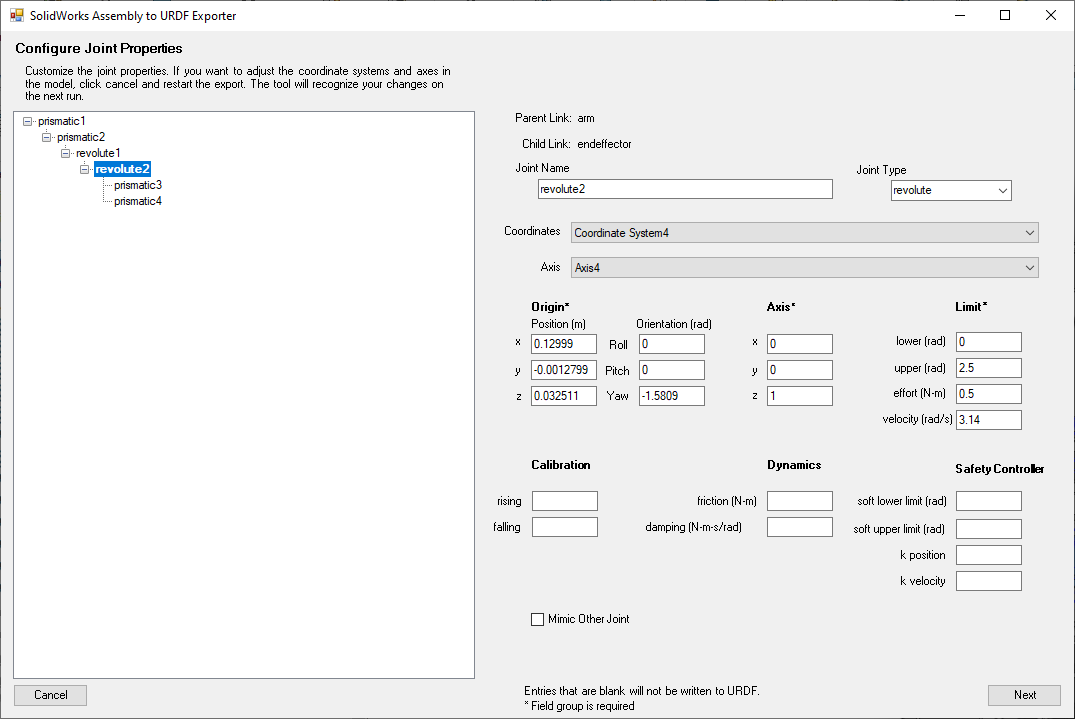 SolidWorks Assembly to URDF Exporter
Configure Joint Properties
Customize the joint properties. If you want to adjust the coordinate systems and axes in
the model, click cancel and restart the export. The tool will recognize your changes on
the next run.
prismatic1
prismatic2
revolute1
revolute2
prismatic3
prismatic4
Parent Link: arm
Child Link: endeffector
Joint Name
Joint Type
revolute2
revolute
Coordinates Coordinate System4
Axis Axis4
Origin* Axis* Limit*
Position (m) Orientation (rad)
x 0.12999 Roll 0 x 0 lower (rad) 0
y -0.0012799 Pitch 0 y 0 upper (rad) 2.5
z 0.032511 Yaw -1.5809 z 1 effort (N-m) 0.5
velocity (rad/s) 3.14
Calibration Dynamics Safety Controller
rising friction (N-m) soft lower limit (rad)
falling damping (N-m-s/rad) soft upper limit (rad)
k position
k velocity
Mimic Other Joint
Entries that are blank will not be written to URDF.
* Field group is required
Cancel Next